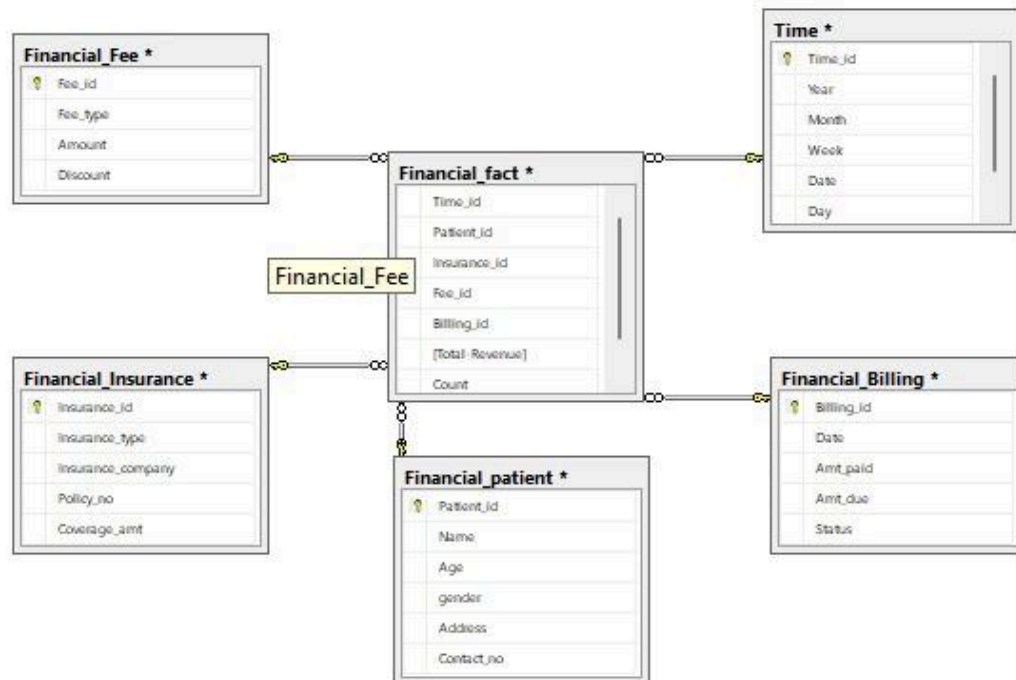 Financial_Fee *
Fee_id
Fee_type
Amount
Discount
Time *
Time_id
Year
Month
Week
Date
Day
Financial_fact *
Time_id
Patient_id
Insurance_id
Fee_id
Billing_id
[Total Revenue]
Count
Financial_Fee
Financial_Insurance *
Insurance_id
Insurance_type
Insurance_company
Policy_no
Coverage_amt
Financial_patient *
Patient_id
Name
Age
gender
Address
Contact_no
Financial_Billing *
Billing_id
Date
Amt_paid
Amt_due
Status